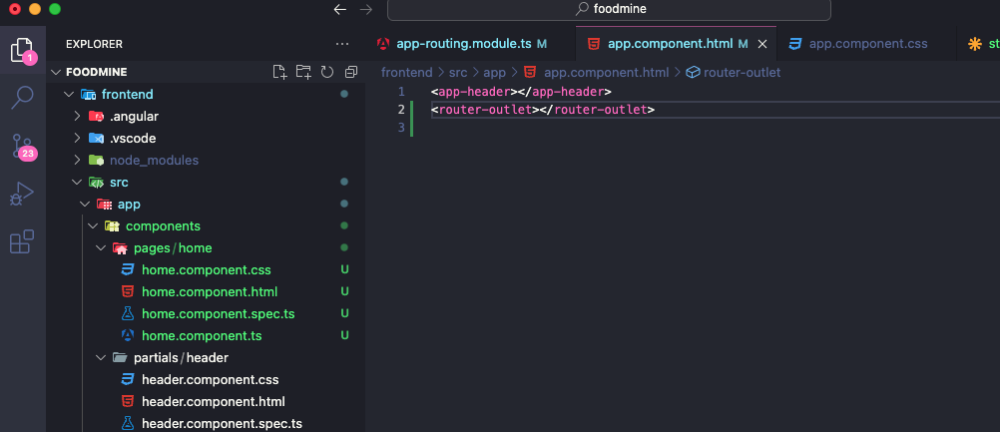 foodmine
EXPLORER
FOODMINE
frontend
.angular
.vscode
node_modules
src
app
components
pages/home
home.component.css U
home.component.html U
home.component.spec.ts U
home.component.ts U
partials/header
header.component.css
header.component.html
header.component.spec.ts
1
23
app-routing.module.ts M
app.component.html M
app.component.css
st
frontend > src > app > app.component.html > router-outlet
1 <app-header></app-header>
2 <router-outlet></router-outlet>
3